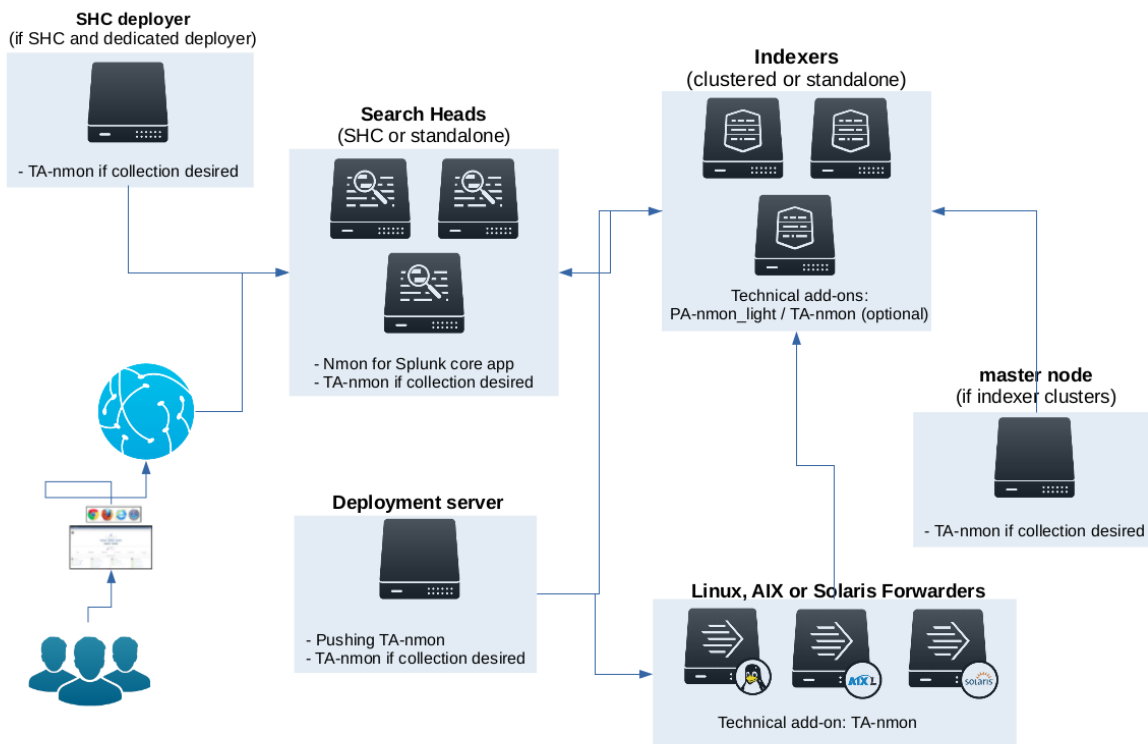 SHC deployer
(if SHC and dedicated deployer)
- TA-nmon if collection desired
Search Heads
(SHC or standalone)
- Nmon for Splunk core app
- TA-nmon if collection desired
Indexers
(clustered or standalone)
Technical add-ons:
PA-nmon_light / TA-nmon (optional)
master node
(if indexer clusters)
- TA-nmon if collection desired
Deployment server
- Pushing TA-nmon
- TA-nmon if collection desired
Linux, AIX or Solaris Forwarders
AIX L
solaris
Technical add-on: TA-nmon